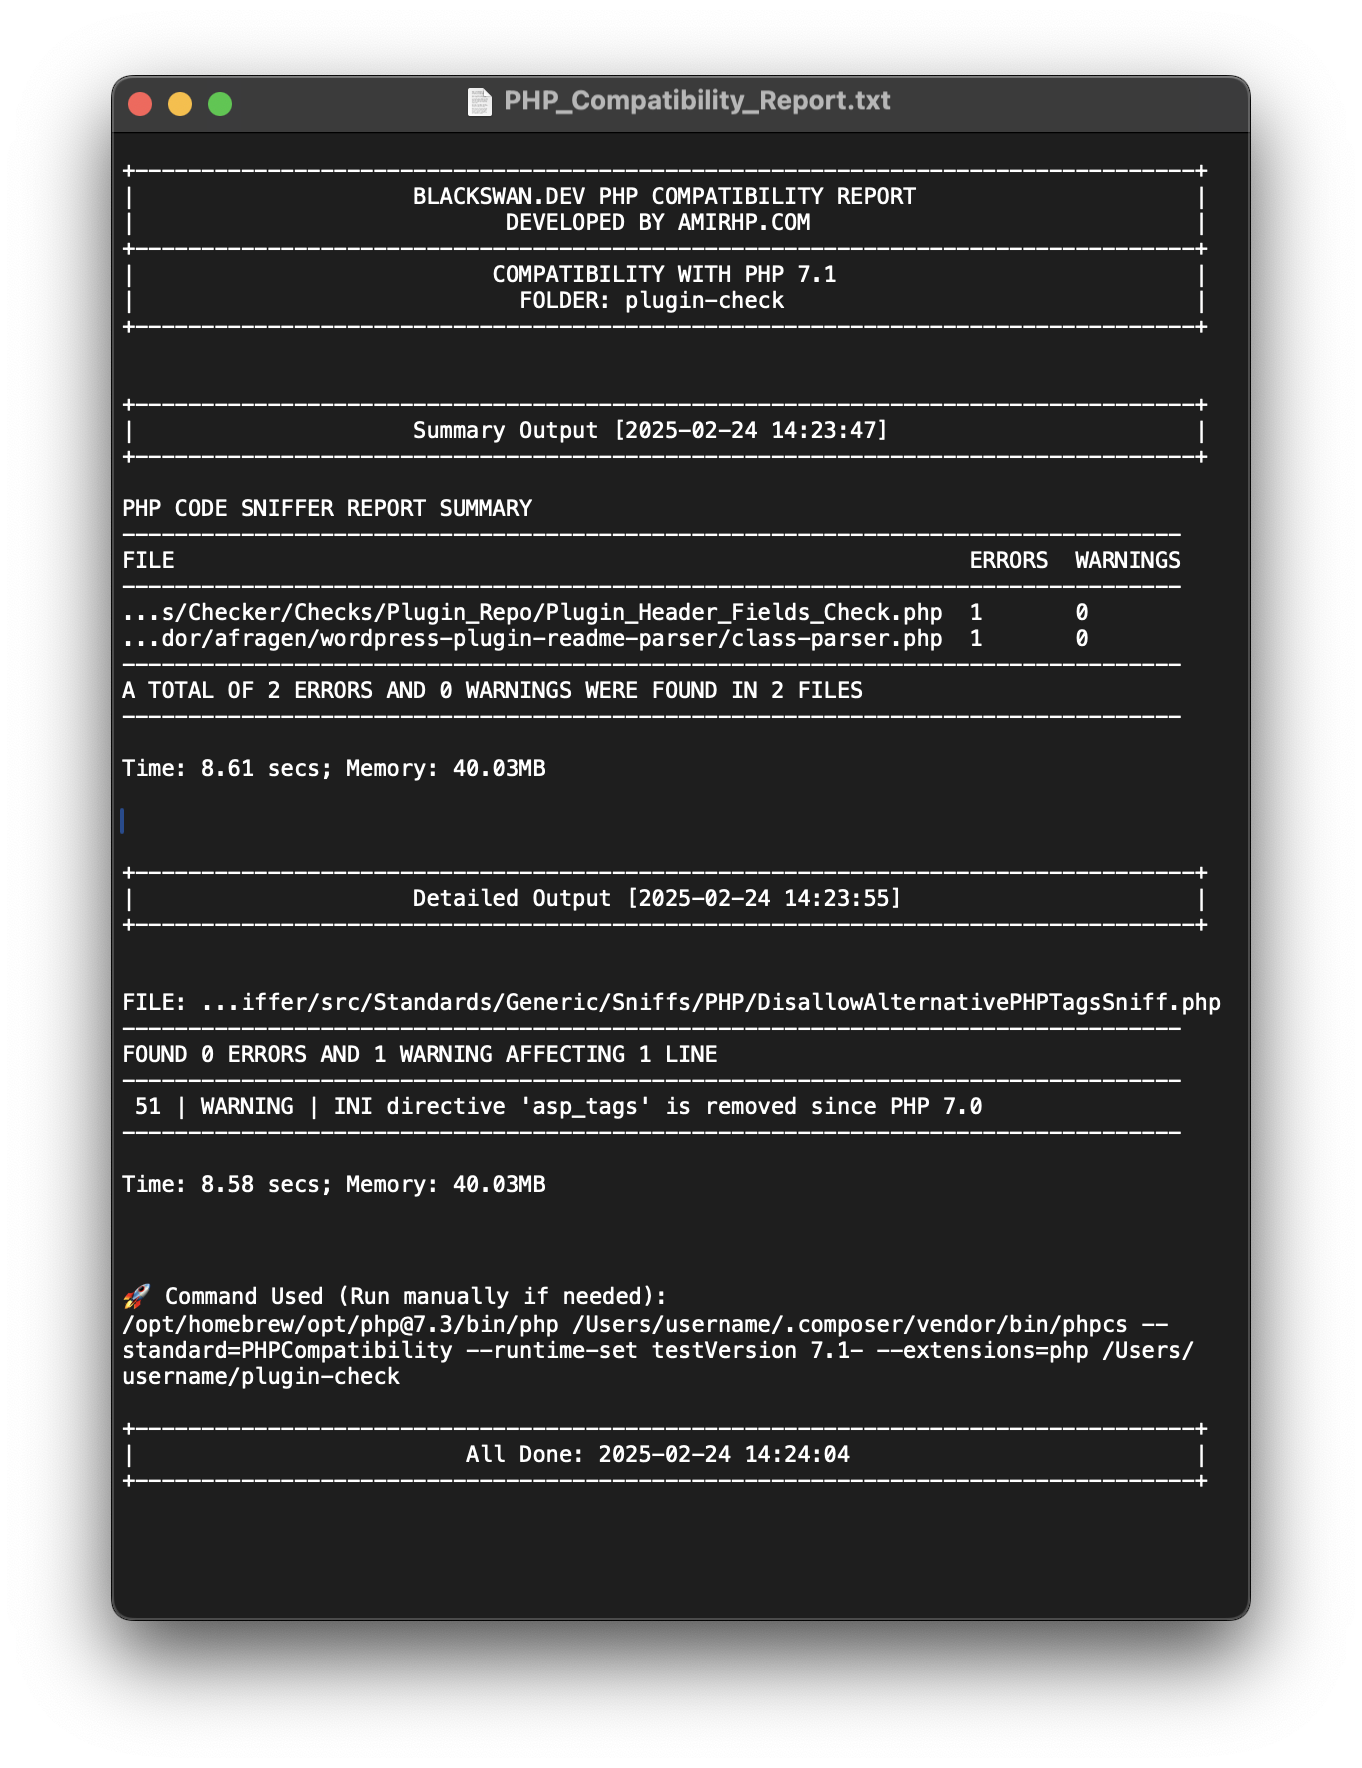 PHP_Compatibility_Report.txt
+--------------------------------------------------------------------------------+
|                     BLACKSWAN.DEV PHP COMPATIBILITY REPORT                     |
|                            DEVELOPED BY AMIRHP.COM                             |
+--------------------------------------------------------------------------------+
|                           COMPATIBILITY WITH PHP 7.1                           |
|                             FOLDER: plugin-check                               |
+--------------------------------------------------------------------------------+
+--------------------------------------------------------------------------------+
|                     Summary Output [2025-02-24 14:23:47]                       |
+--------------------------------------------------------------------------------+
PHP CODE SNIFFER REPORT SUMMARY
--------------------------------------------------------------------------------
FILE                                                            ERRORS  WARNINGS
--------------------------------------------------------------------------------
...s/Checker/Checks/Plugin_Repo/Plugin_Header_Fields_Check.php  1       0
...dor/afragen/wordpress-plugin-readme-parser/class-parser.php  1       0
--------------------------------------------------------------------------------
A TOTAL OF 2 ERRORS AND 0 WARNINGS WERE FOUND IN 2 FILES
--------------------------------------------------------------------------------
Time: 8.61 secs; Memory: 40.03MB
+--------------------------------------------------------------------------------+
|                     Detailed Output [2025-02-24 14:23:55]                      |
+--------------------------------------------------------------------------------+
FILE: ...iffer/src/Standards/Generic/Sniffs/PHP/DisallowAlternativePHPTagsSniff.php
--------------------------------------------------------------------------------
FOUND 0 ERRORS AND 1 WARNING AFFECTING 1 LINE
--------------------------------------------------------------------------------
 51 | WARNING | INI directive 'asp_tags' is removed since PHP 7.0
--------------------------------------------------------------------------------
Time: 8.58 secs; Memory: 40.03MB
🚀 Command Used (Run manually if needed):
/opt/homebrew/opt/php@7.3/bin/php /Users/username/.composer/vendor/bin/phpcs --
standard=PHPCompatibility --runtime-set testVersion 7.1- --extensions=php /Users/
username/plugin-check
+--------------------------------------------------------------------------------+
|                         All Done: 2025-02-24 14:24:04                          |
+--------------------------------------------------------------------------------+